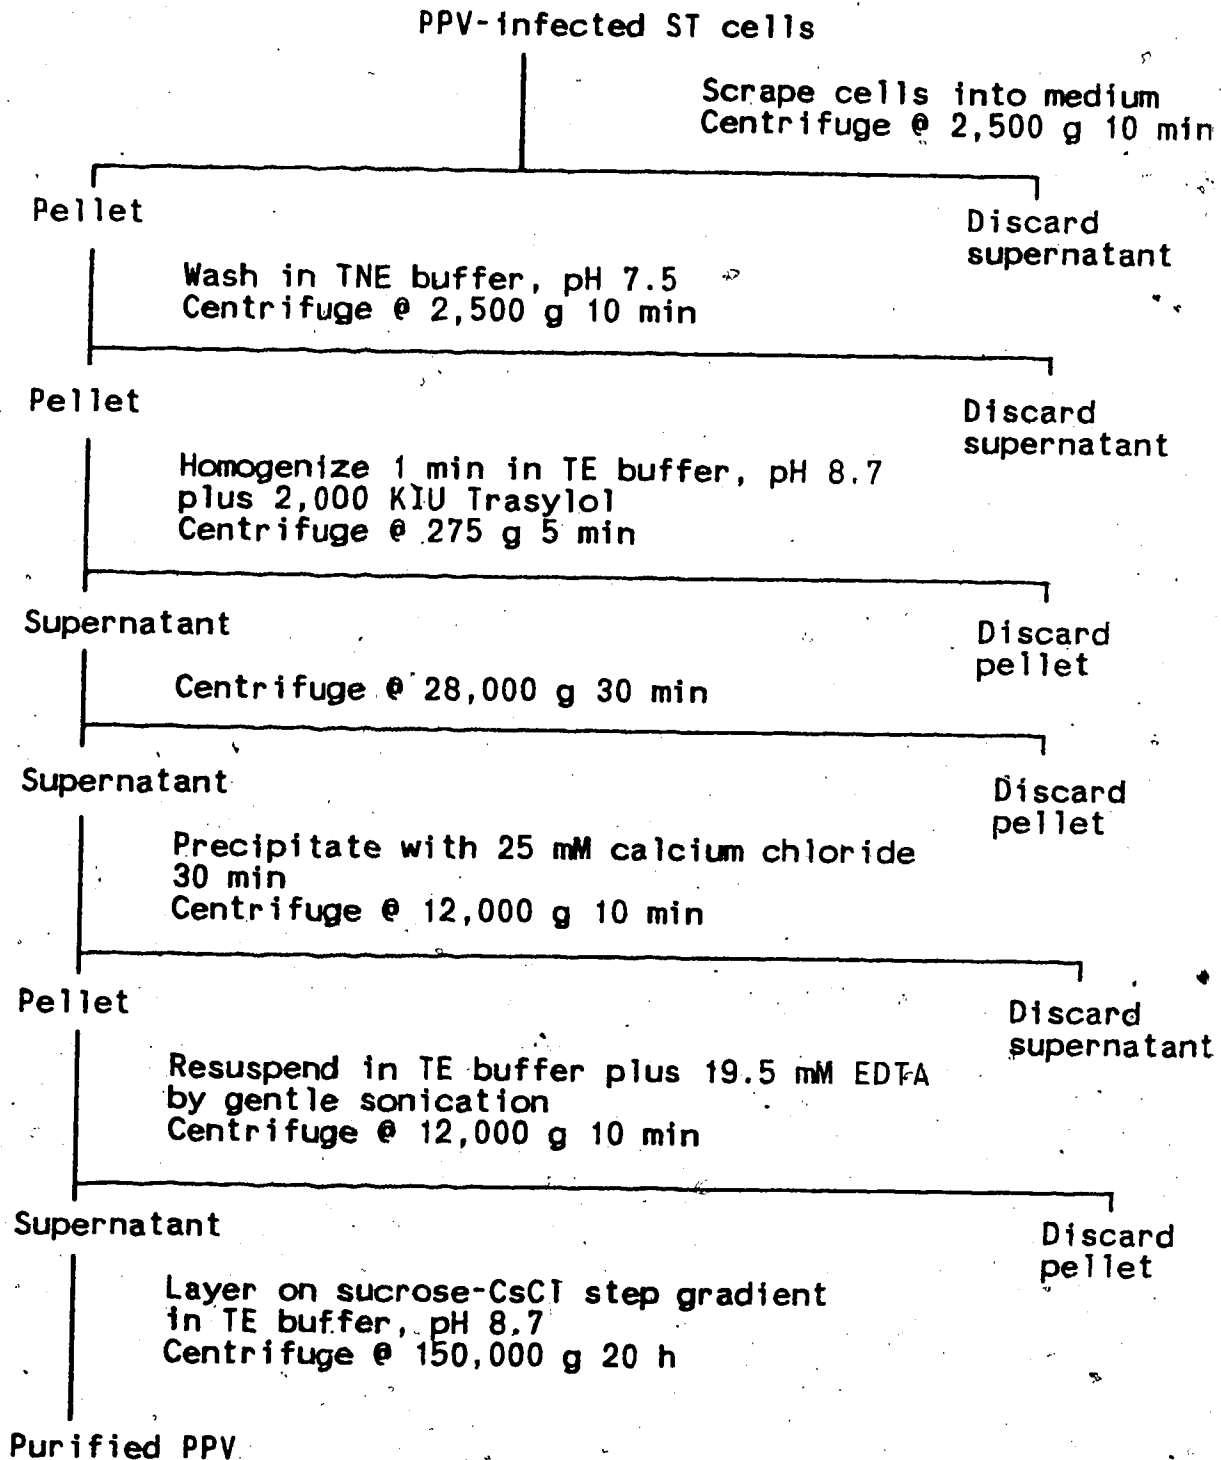 PPV-infected ST cells
Scrape cells into medium
Centrifuge @ 2,500 g 10 min
Pellet
Discard
supernatant
Wash in TNE buffer, pH 7.5
Centrifuge @ 2,500 g 10 min
Pellet
Discard
supernatant
Homogenize 1 min in TE buffer, pH 8.7
plus 2,000 KIU Trasylol
Centrifuge @ 275 g 5 min
Supernatant
Discard
pellet
Centrifuge @ 28,000 g 30 min
Supernatant
Discard
pellet
Precipitate with 25 mM calcium chloride
30 min
Centrifuge @ 12,000 g 10 min
Pellet
Discard
supernatant
Resuspend in TE buffer plus 19.5 mM EDTA
by gentle sonication
Centrifuge @ 12,000 g 10 min
Supernatant
Discard
pellet
Layer on sucrose-CsCl step gradient
in TE buffer, pH 8.7
Centrifuge @ 150,000 g 20 h
Purified PPV